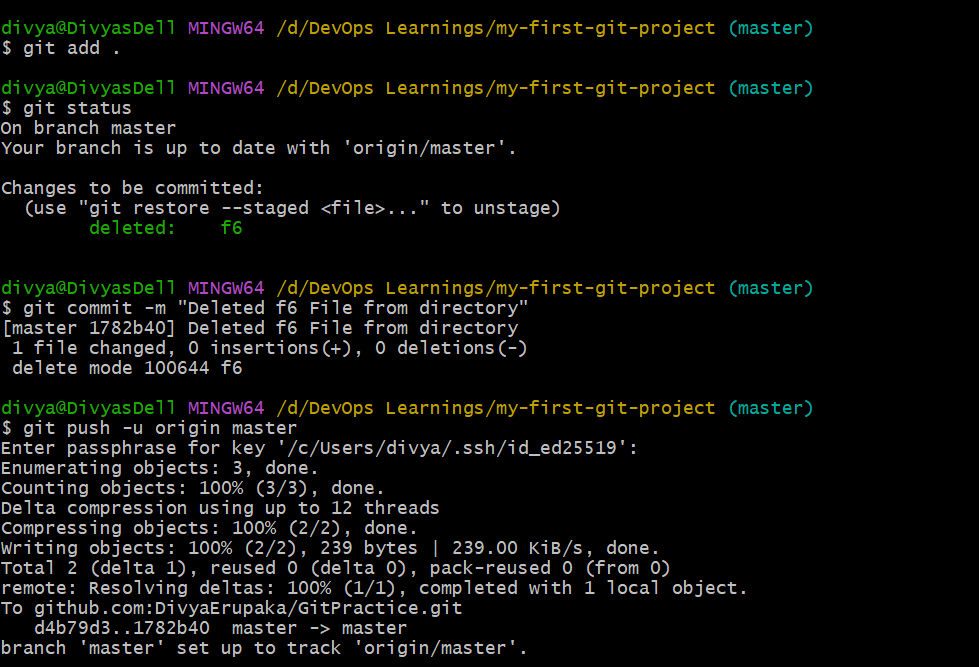 divya@DivyasDell MINGW64 /d/DevOps Learnings/my-first-git-project (master)
$ git add .
divya@DivyasDell MINGW64 /d/DevOps Learnings/my-first-git-project (master)
$ git status
On branch master
Your branch is up to date with 'origin/master'.
Changes to be committed:
  (use "git restore --staged <file>..." to unstage)
        deleted:    f6
divya@DivyasDell MINGW64 /d/DevOps Learnings/my-first-git-project (master)
$ git commit -m "Deleted f6 File from directory"
[master 1782b40] Deleted f6 File from directory
 1 file changed, 0 insertions(+), 0 deletions(-)
 delete mode 100644 f6
divya@DivyasDell MINGW64 /d/DevOps Learnings/my-first-git-project (master)
$ git push -u origin master
Enter passphrase for key '/c/Users/divya/.ssh/id_ed25519':
Enumerating objects: 3, done.
Counting objects: 100% (3/3), done.
Delta compression using up to 12 threads
Compressing objects: 100% (2/2), done.
Writing objects: 100% (2/2), 239 bytes | 239.00 KiB/s, done.
Total 2 (delta 1), reused 0 (delta 0), pack-reused 0 (from 0)
remote: Resolving deltas: 100% (1/1), completed with 1 local object.
To github.com:DivyaErupaka/GitPractice.git
   d4b79d3..1782b40  master -> master
branch 'master' set up to track 'origin/master'.